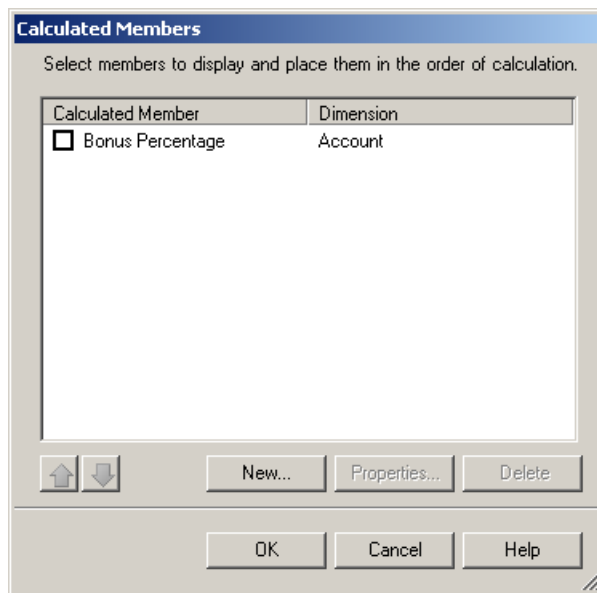 Calculated Members
Select members to display and place them in the order of calculation.
Calculated Member Dimension
Bonus Percentage Account
New... Properties... Delete
OK Cancel Help